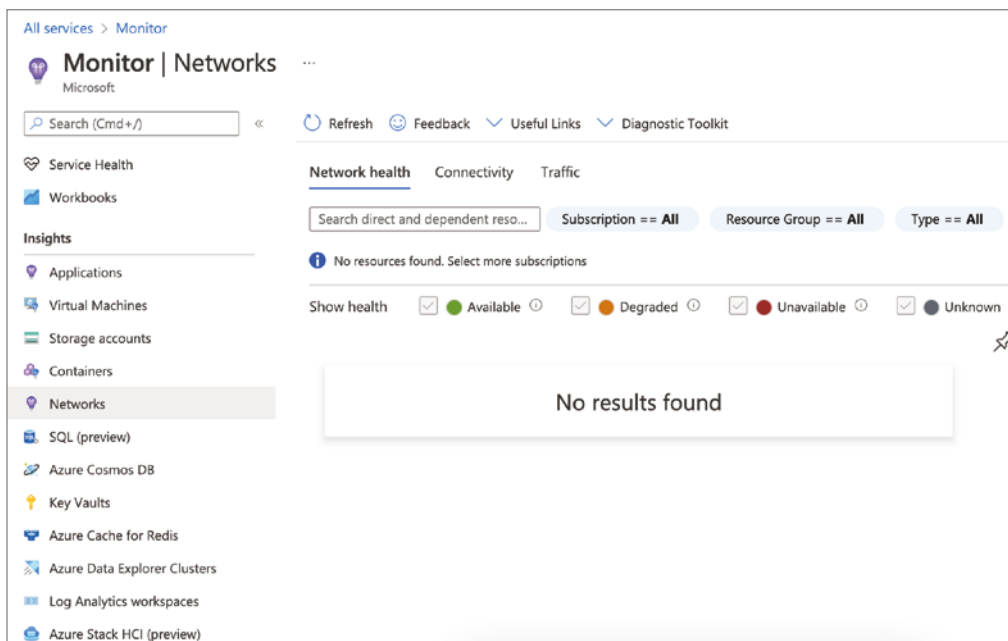 All services > Monitor
Monitor | Networks ...
Microsoft
Search (Cmd+/)
«
Service Health
Workbooks
Insights
Applications
Virtual Machines
Storage accounts
Containers
Networks
SQL (preview)
Azure Cosmos DB
Key Vaults
Azure Cache for Redis
Azure Data Explorer Clusters
Log Analytics workspaces
Azure Stack HCI (preview)
Refresh Feedback Useful Links Diagnostic Toolkit
Network health Connectivity Traffic
Search direct and dependent reso... Subscription == All Resource Group == All Type == All
No resources found. Select more subscriptions
Show health Available Degraded Unavailable Unknown
No results found